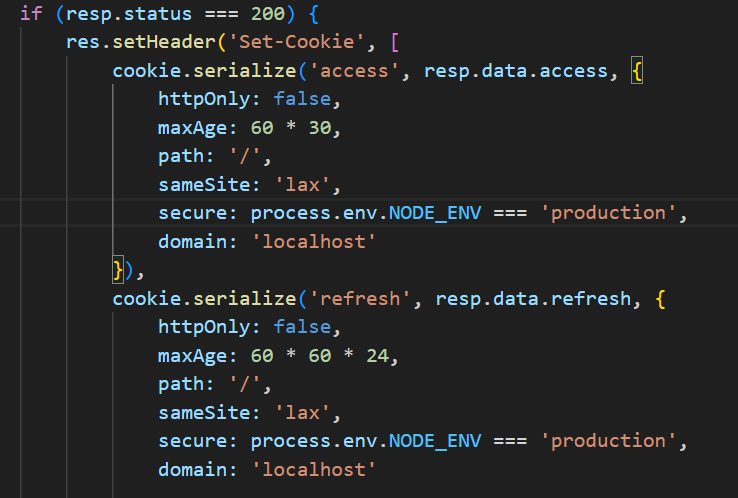 if (resp.status === 200) {
res.setHeader('Set-Cookie', [
cookie.serialize('access', resp.data.access, {
httpOnly: false,
maxAge: 60 * 30,
path: '/',
sameSite: 'lax',
secure: process.env.NODE_ENV === 'production',
domain: 'localhost'
}),
cookie.serialize('refresh', resp.data.refresh, {
httpOnly: false,
maxAge: 60 * 60 * 24,
path: '/',
sameSite: 'lax',
secure: process.env.NODE_ENV === 'production',
domain: 'localhost'